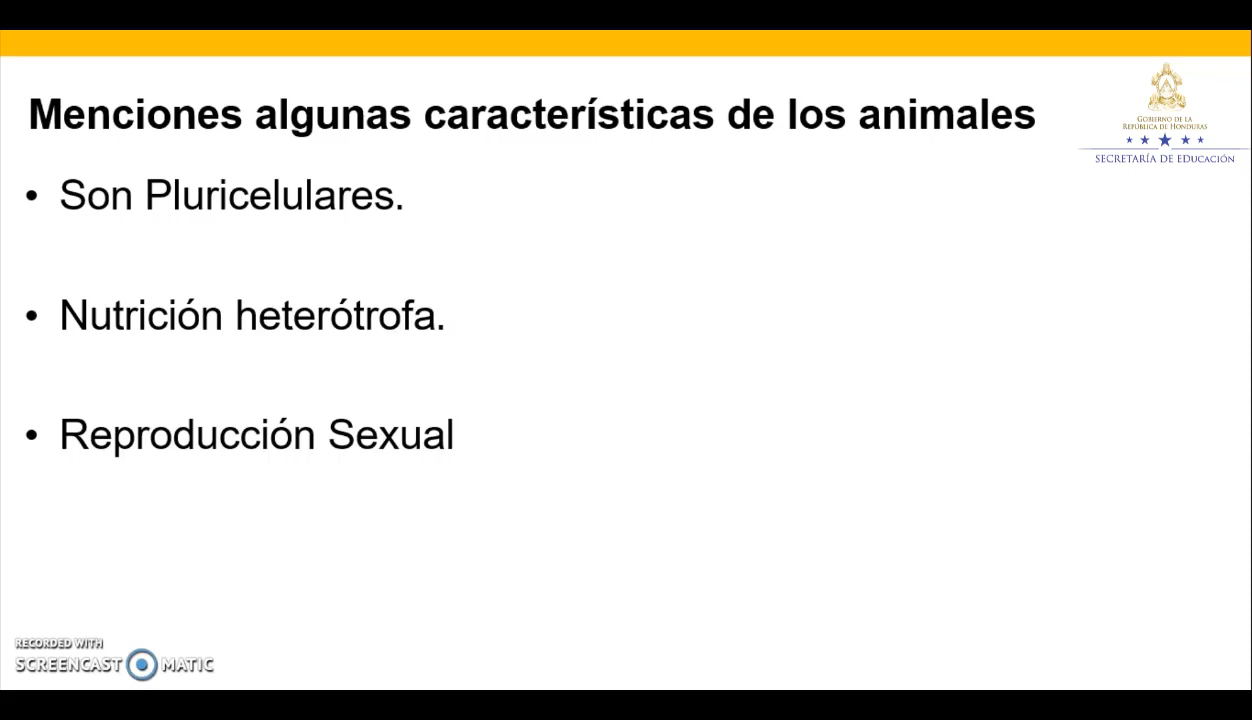 Menciones algunas características de los animales
GOBIERNO DE LA
REPÚBLICA DE HONDURAS
SECRETARÍA DE EDUCACIÓN
• Son Pluricelulares.
• Nutrición heterótrofa.
• Reproducción Sexual
RECORDED WITH
SCREENCAST MATIC